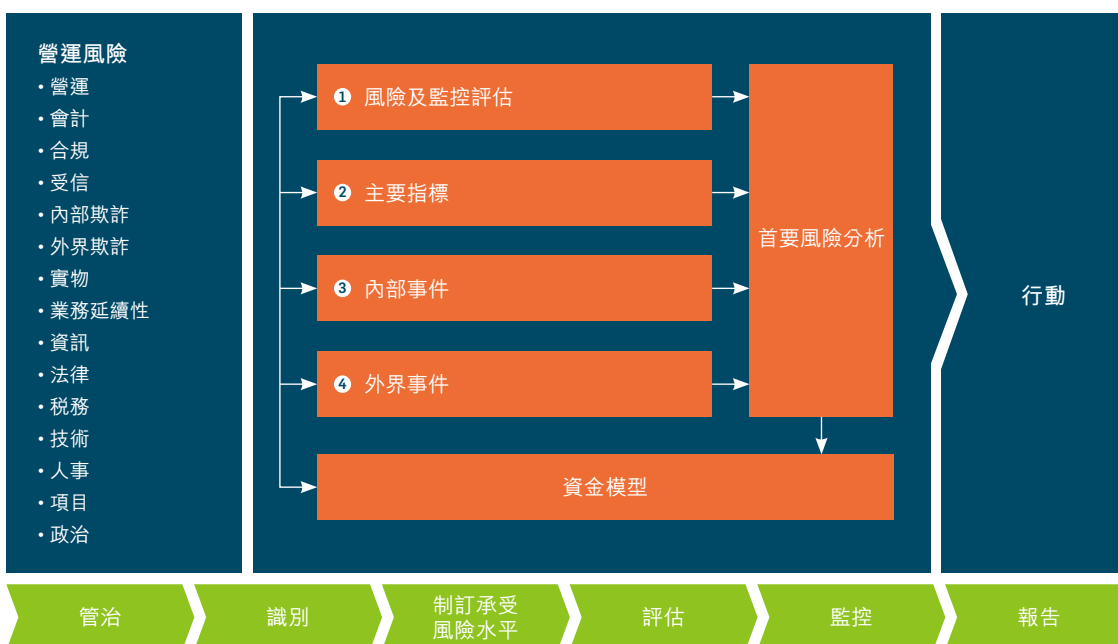 營運風險
• 營運
• 會計
• 合規
• 受信
• 內部欺詐
• 外界欺詐
• 實物
• 業務延續性
• 資訊
• 法律
• 稅務
• 技術
• 人事
• 項目
• 政治
1 風險及監控評估
2 主要指標
3 內部事件
4 外界事件
首要風險分析
資金模型
行動
管治
識別
制訂承受
風險水平
評估
監控
報告